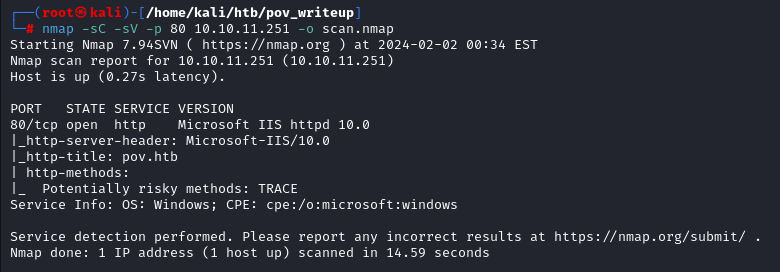 ┌──(root㉿kali)-[/home/kali/htb/pov_writeup]
└─# nmap -sC -sV -p 80 10.10.11.251 -o scan.nmap
Starting Nmap 7.94SVN ( https://nmap.org ) at 2024-02-02 00:34 EST
Nmap scan report for 10.10.11.251 (10.10.11.251)
Host is up (0.27s latency).

PORT   STATE SERVICE VERSION
80/tcp open  http    Microsoft IIS httpd 10.0
|_http-server-header: Microsoft-IIS/10.0
|_http-title: pov.htb
| http-methods:
|_  Potentially risky methods: TRACE
Service Info: OS: Windows; CPE: cpe:/o:microsoft:windows

Service detection performed. Please report any incorrect results at https://nmap.org/submit/ .
Nmap done: 1 IP address (1 host up) scanned in 14.59 seconds